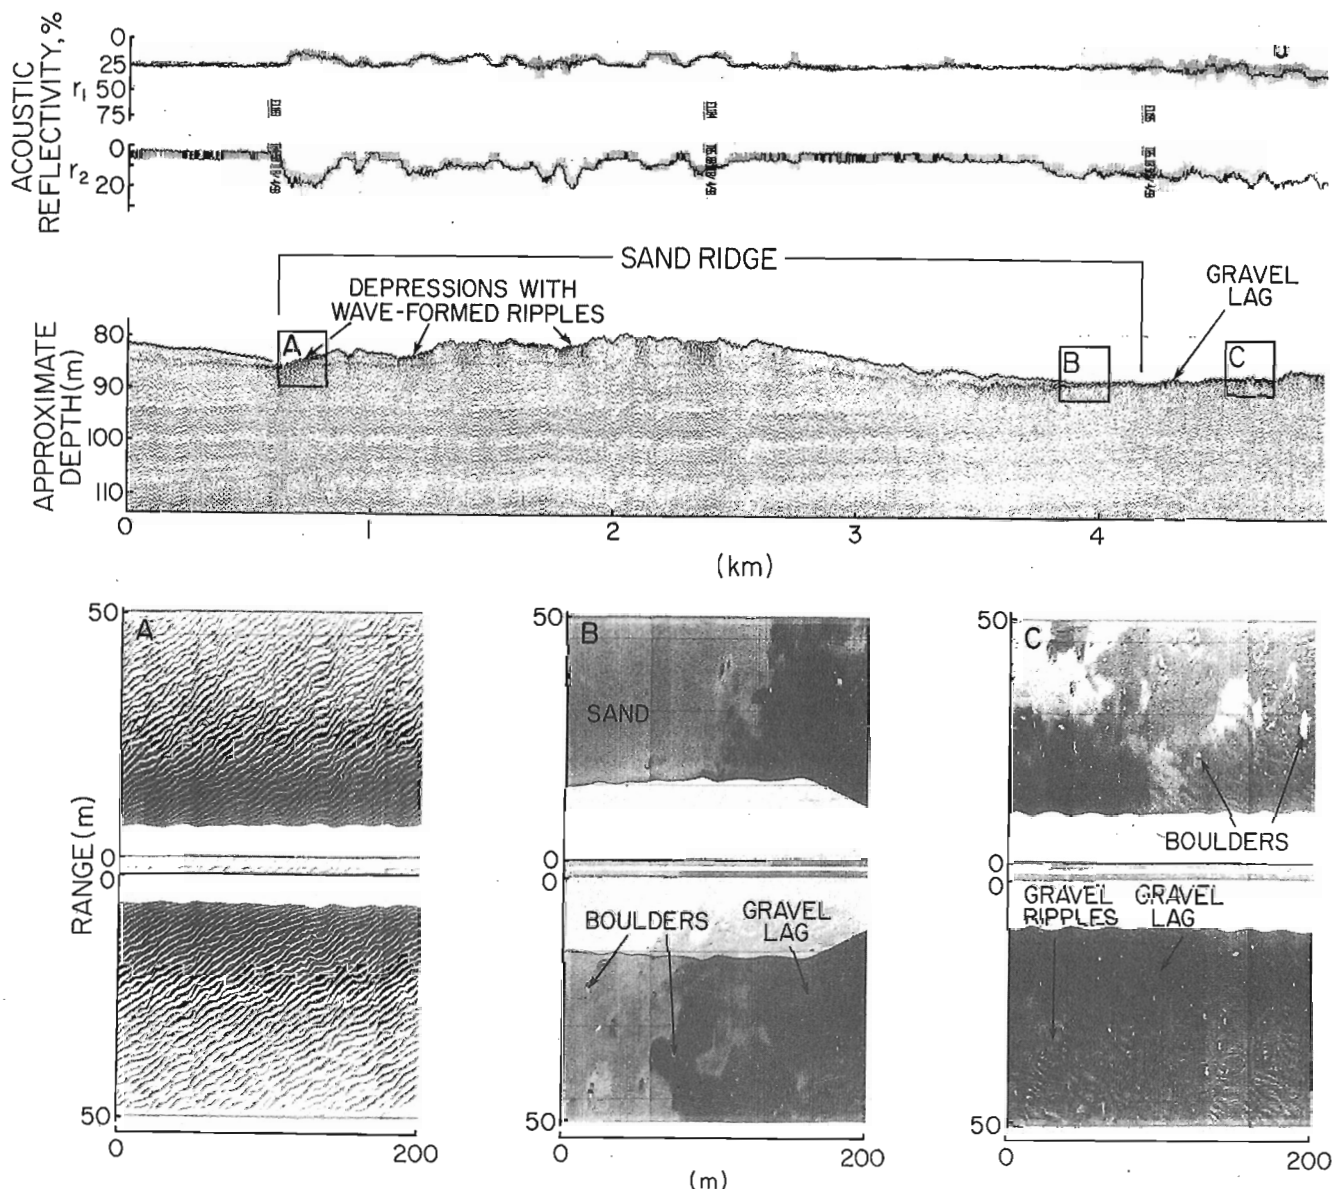 ACOUSTIC
REFLECTIVITY, %
r1
0
25
50
75
r2
0
20
SAND RIDGE
DEPRESSIONS WITH
WAVE-FORMED RIPPLES
GRAVEL
LAG
A
B
C
APPROXIMATE
DEPTH(m)
80
90
100
110
0
1
2
3
4
(km)
RANGE(m)
50
A
0
0
50
0
200
50
B
SAND
0
0
BOULDERS
GRAVEL
LAG
50
0
200
(m)
50
C
BOULDERS
0
0
GRAVEL
RIPPLES
GRAVEL
LAG
50
0
200